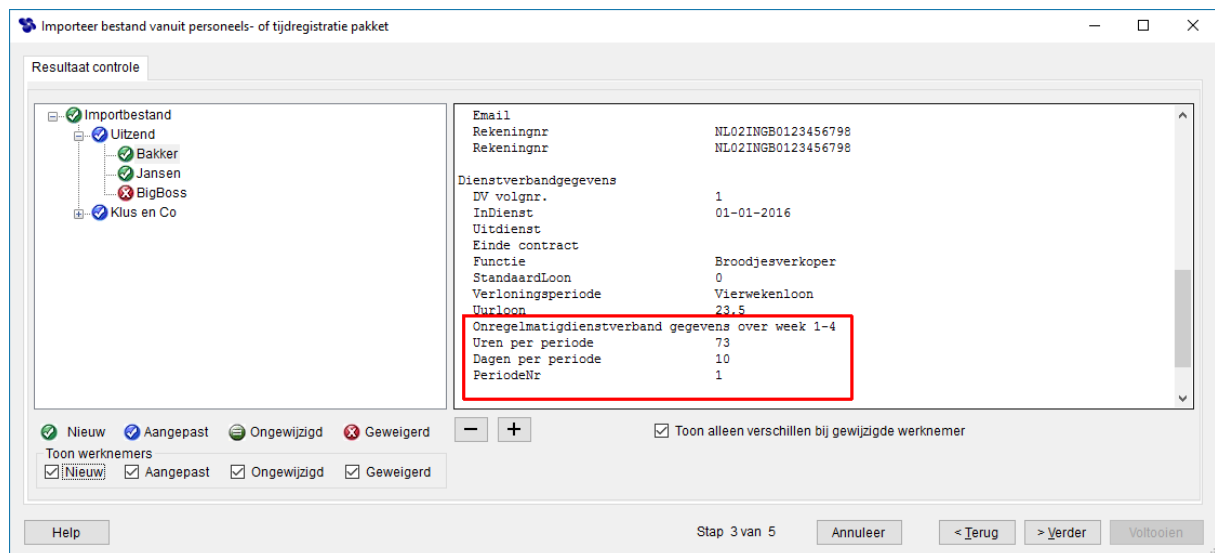 Importeer bestand vanuit personeels- of tijdregistratie pakket
Resultaat controle
Importbestand
Uitzend
Bakker
Jansen
BigBoss
Klus en Co
Email
Rekeningnr NL02INGB0123456798
Rekeningnr NL02INGB0123456798
Dienstverbandgegevens
DV volgnr. 1
InDienst 01-01-2016
Uitdienst
Einde contract
Functie Broodjesverkoper
StandaardLoon 0
Verloningsperiode Vierwekenloon
Uurloon 23,5
Onregelmatigdienstverband gegevens over week 1-4
Uren per periode 73
Dagen per periode 10
PeriodeNr 1
Nieuw Aangepast Ongewijzigd Geweigerd
Toon alleen verschillen bij gewijzigde werknemer
Toon werknemers
Nieuw Aangepast Ongewijzigd Geweigerd
Help Stap 3 van 5 Annuleer < Terug > Verder Voltooien